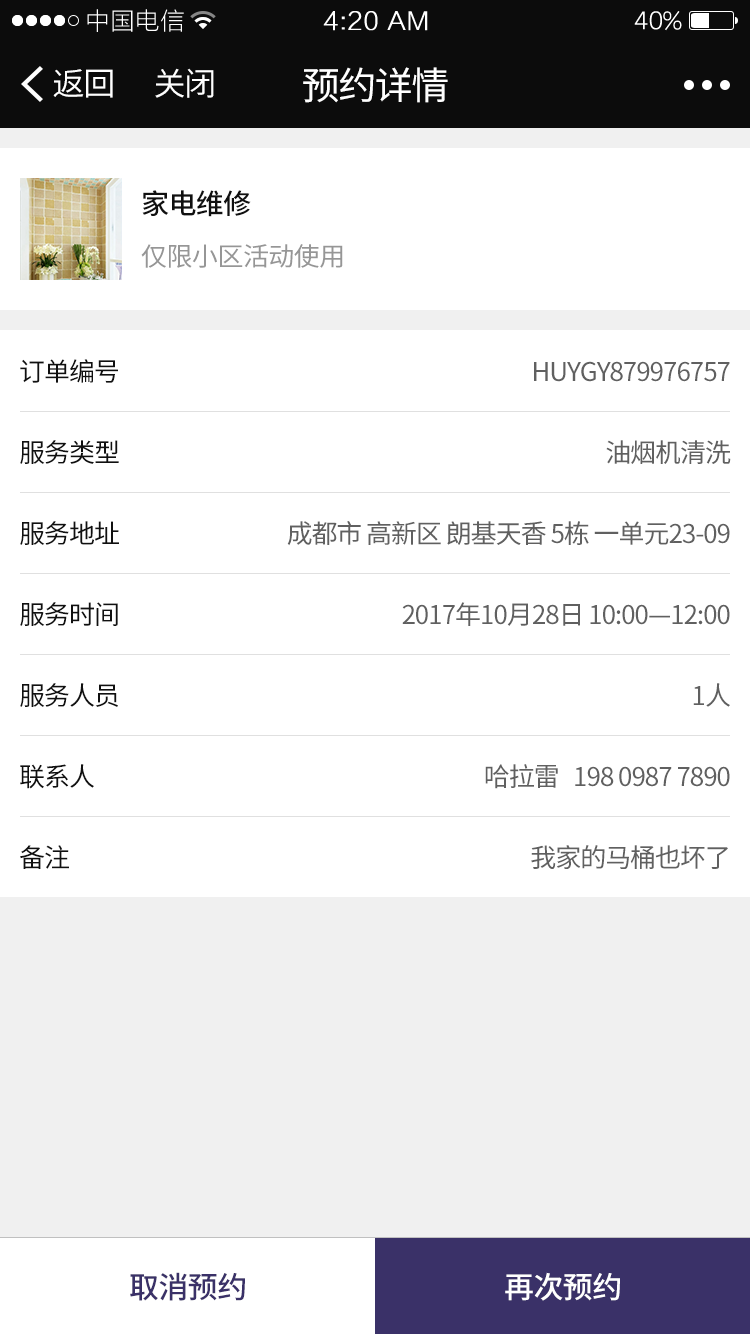 中国电信 4:20 AM 40%
返回 关闭 预约详情
家电维修
仅限小区活动使用
订单编号 HUYGY879976757
服务类型 油烟机清洗
服务地址 成都市 高新区 朗基天香 5栋 一单元23-09
服务时间 2017年10月28日 10:00—12:00
服务人员 1人
联系人 哈拉雷 198 0987 7890
备注 我家的马桶也坏了
取消预约 再次预约